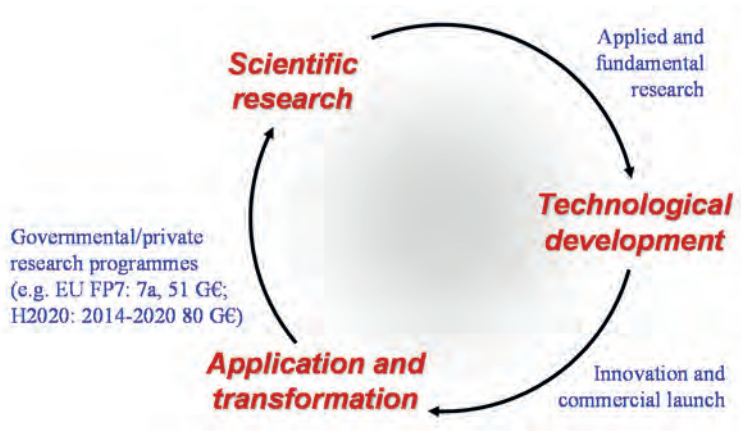 Scientific
research
Applied and
fundamental
research
Technological
development
Innovation and
commercial launch
Application and
transformation
Governmental/private
research programmes
(e.g. EU FP7: 7a, 51 G€;
H2020: 2014-2020 80 G€)